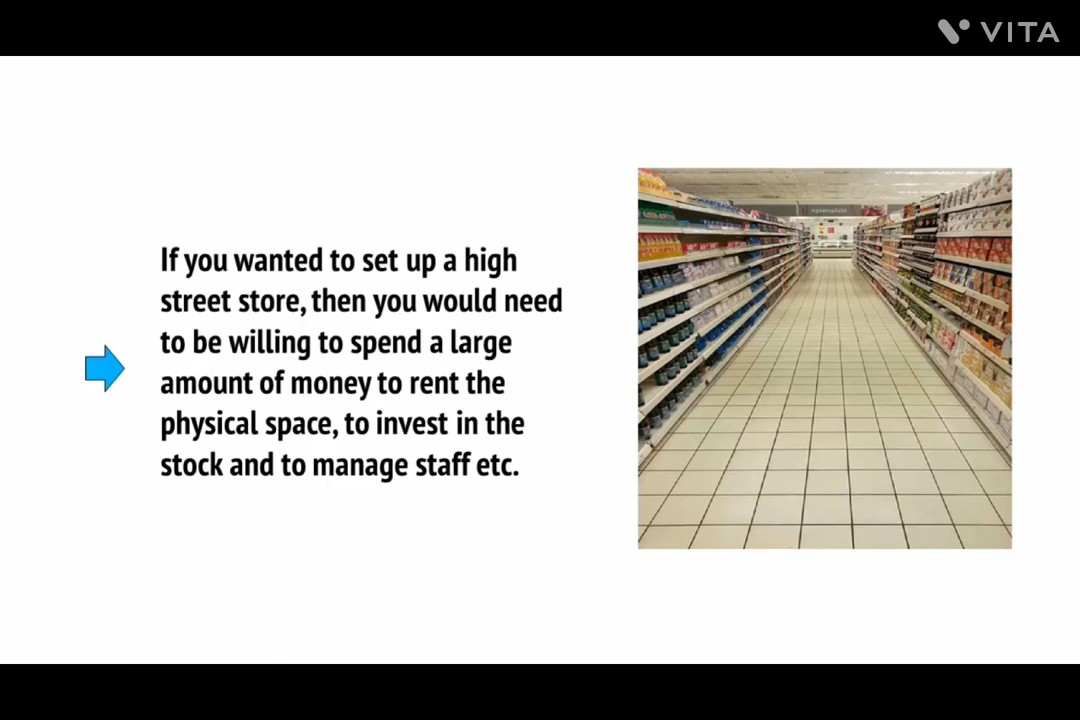 VITA
If you wanted to set up a high
street store, then you would need
to be willing to spend a large
amount of money to rent the
physical space, to invest in the
stock and to manage staff etc.